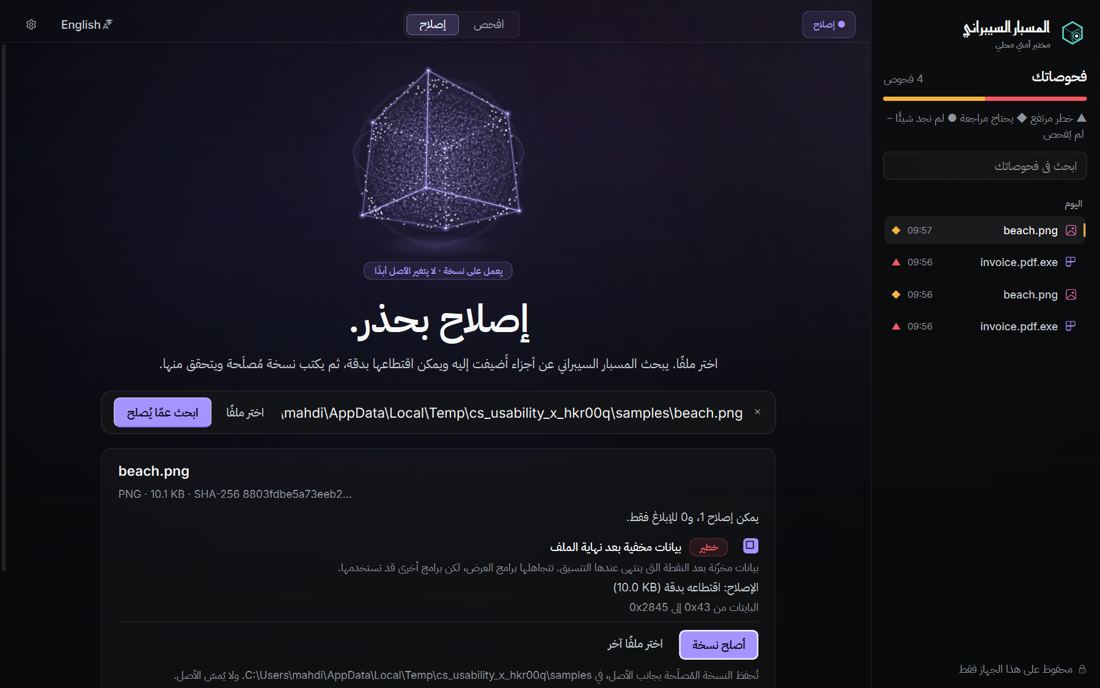 المسبار السيبراني
مختبر أمني محلي
فحوصاتك
4 فحوص
▲ خطر مرتفع ◆ يحتاج مراجعة ● لم نجد شيئًا –
لم يُفحص
ابحث في فحوصاتك
اليوم
beach.png 09:57
invoice.pdf.exe 09:56
beach.png 09:56
invoice.pdf.exe 09:56
محفوظ على هذا الجهاز فقط
إصلاح
افحص
إصلاح
English
يعمل على نسخة · لا يتغير الأصل أبدًا
إصلاح بحذر.
اختر ملفًا. يبحث المسبار السيبراني عن أجزاء أُضيفت إليه ويمكن اقتطاعها بدقة، ثم يكتب نسخة مُصلَحة ويتحقق منها.
\mahdi\AppData\Local\Temp\cs_usability_x_hkr00q\samples\beach.png
اختر ملفًا
ابحث عمّا يُصلح
beach.png
PNG · 10.1 KB · SHA-256 8803fdbe5a73eeb2...
يمكن إصلاح 1، و0 للإبلاغ فقط.
خطير
بيانات مخفية بعد نهاية الملف
بيانات مخزّنة بعد النقطة التي ينتهي عندها التنسيق. تتجاهلها برامج العرض، لكن برامج أخرى قد تستخدمها.
الإصلاح: اقتطاعه بدقة (10.0 KB)
البايتات من 0x43 إلى 0x2845
أصلح نسخة
اختر ملفًا آخر
تُحفظ النسخة المُصلَحة بجانب الأصل، في C:\Users\mahdi\AppData\Local\Temp\cs_usability_x_hkr00q\samples. ولا يُمسّ الأصل.